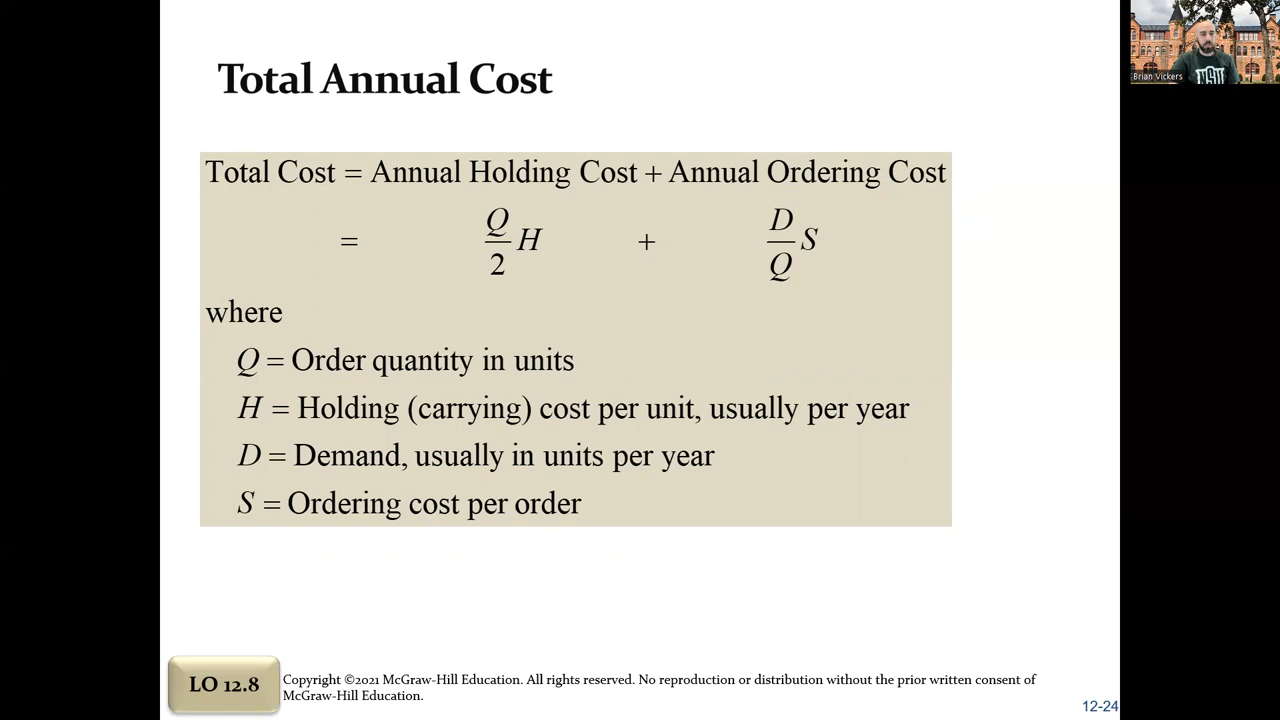 Total Annual Cost
Total Cost = Annual Holding Cost + Annual Ordering Cost
= Q/2 H + D/Q S
where
Q = Order quantity in units
H = Holding (carrying) cost per unit, usually per year
D = Demand, usually in units per year
S = Ordering cost per order
LO 12.8
Copyright ©2021 McGraw-Hill Education. All rights reserved. No reproduction or distribution without the prior written consent of
McGraw-Hill Education.
12-24
Brian Vickers